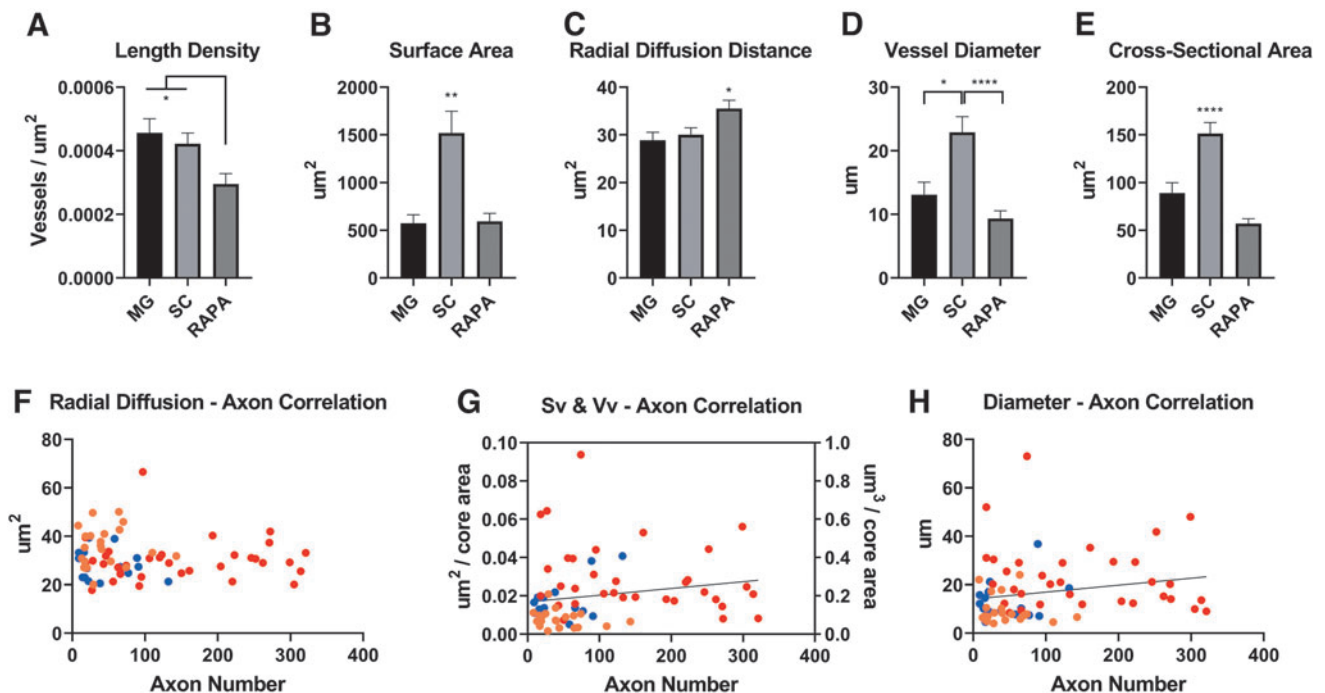 A
Length Density
Vessels / um2
0.0006
0.0004
0.0002
0.0000
*
MG
SC
RAPA
B
Surface Area
um2
2000
1500
1000
500
0
**
MG
SC
RAPA
C
Radial Diffusion Distance
um2
40
30
20
10
0
*
MG
SC
RAPA
D
Vessel Diameter
um
30
20
10
0
*
****
MG
SC
RAPA
E
Cross-Sectional Area
um2
200
150
100
50
0
****
MG
SC
RAPA
F
Radial Diffusion - Axon Correlation
um2
80
60
40
20
0
0 100 200 300 400
Axon Number
G
Sv & Vv - Axon Correlation
um2 / core area
0.10
0.08
0.06
0.04
0.02
0.00
1.0
0.8
0.6
0.4
0.2
0.0
um3 / core area
0 100 200 300
Axon Number
H
Diameter - Axon Correlation
um
80
60
40
20
0
0 100 200 300 400
Axon Number